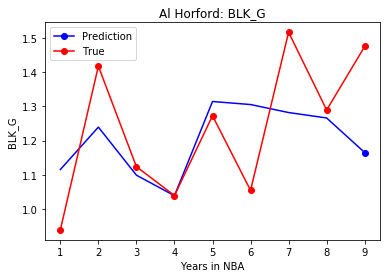 Al Horford: BLK_G
Prediction
True
BLK_G
1.5
1.4
1.3
1.2
1.1
1.0
1 2 3 4 5 6 7 8 9
Years in NBA